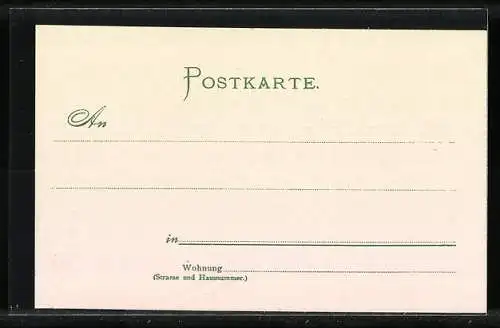 POSTKARTE.
An
in
Wohnung
(Strasse und Hausnummer.)